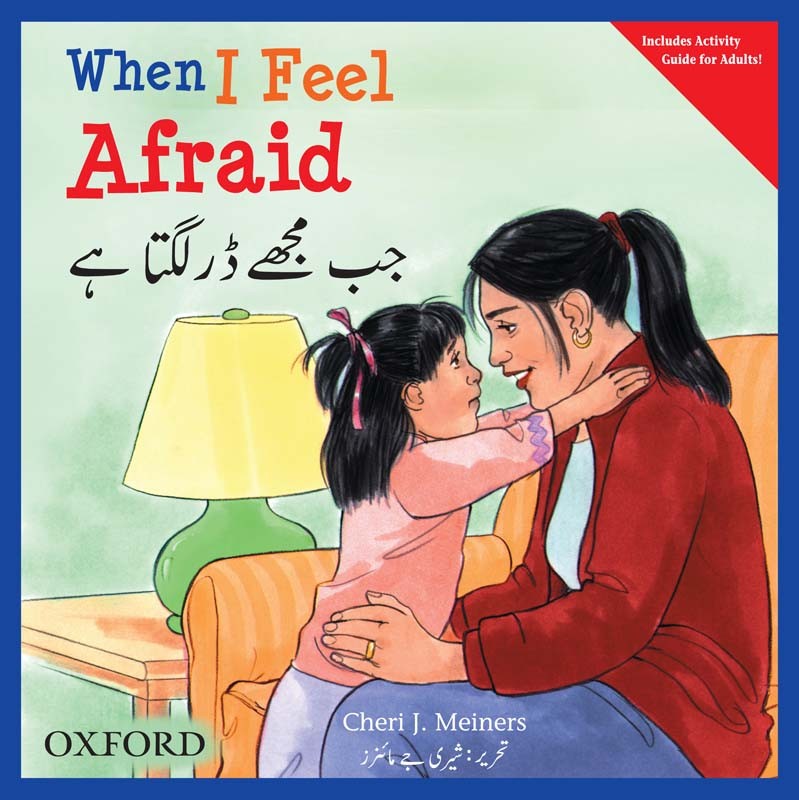 When I Feel
Afraid
جب مجھے ڈر لگتا ہے
Includes Activity
Guide for Adults!
Cheri J. Meiners
تحریر: شیری جے مائنرز
OXFORD